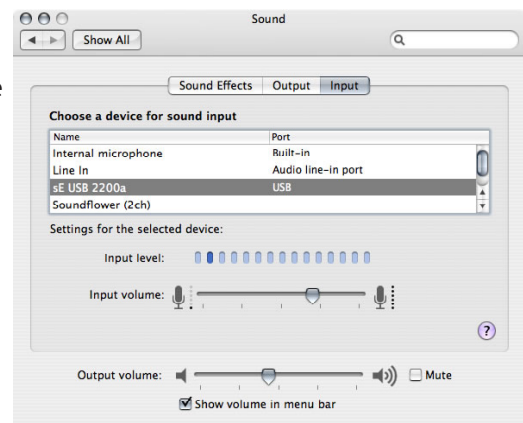 Sound
Show All
Sound Effects Output Input
Choose a device for sound input
Name Port
Internal microphone Built-in
Line In Audio line-in port
sE USB 2200a USB
Soundflower (2ch)
Settings for the selected device:
Input level:
Input volume:
?
Output volume: Mute
Show volume in menu bar